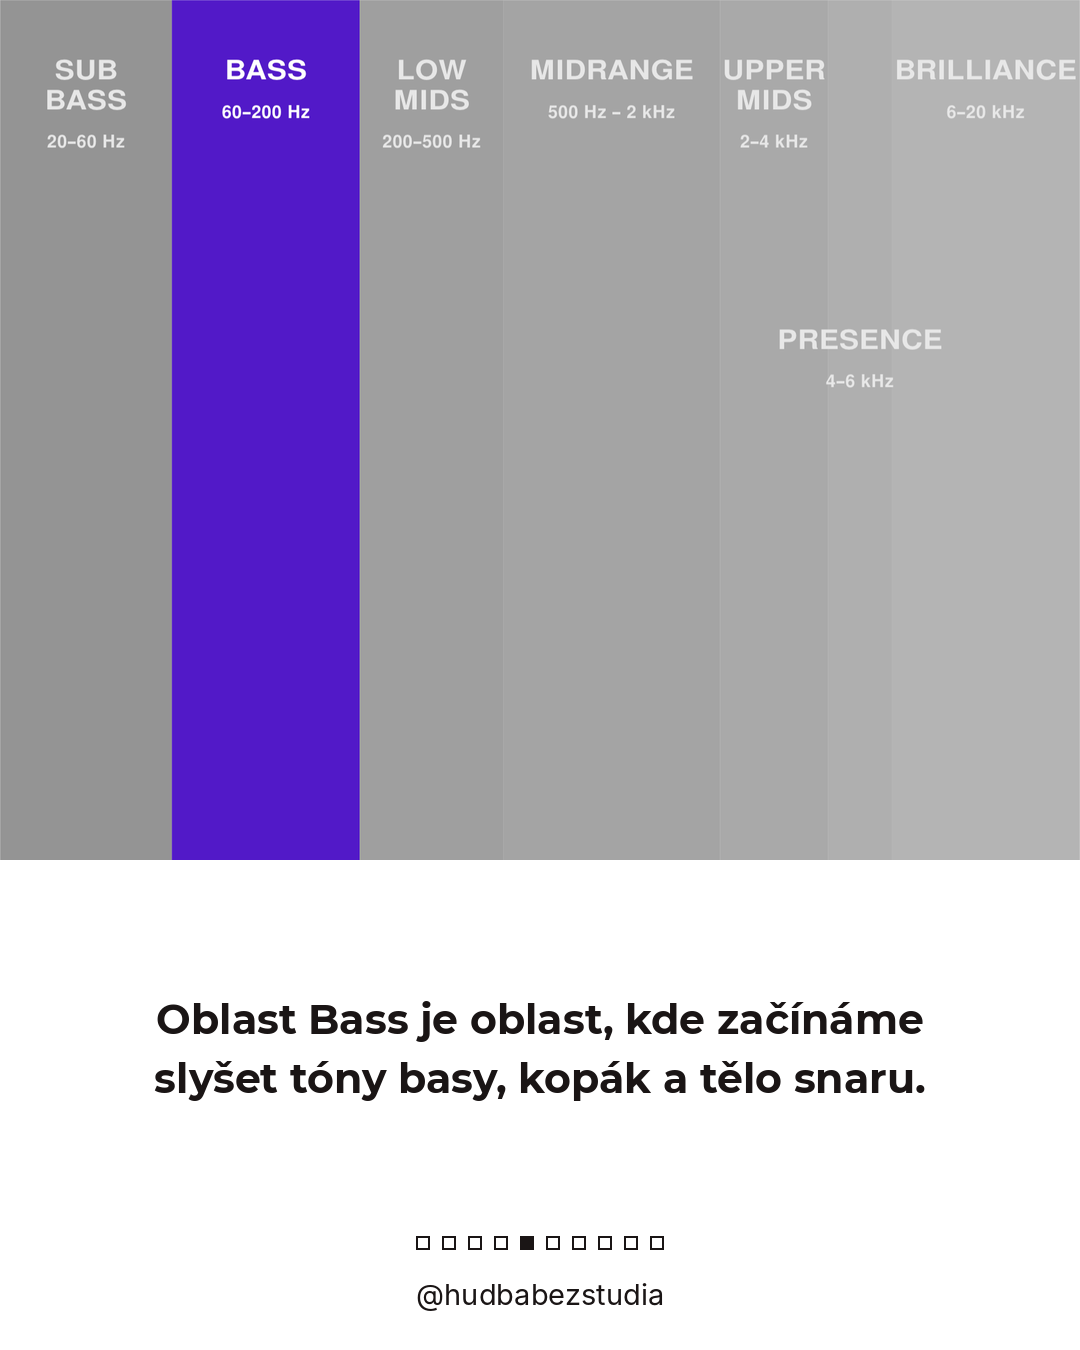 SUB
BASS
20–60 Hz
BASS
60–200 Hz
LOW
MIDS
200–500 Hz
MIDRANGE
500 Hz – 2 kHz
UPPER
MIDS
2–4 kHz
PRESENCE
4–6 kHz
BRILLIANCE
6–20 kHz
Oblast Bass je oblast, kde začínáme
slyšet tóny basy, kopák a tělo snaru.
@hudbabezstudia